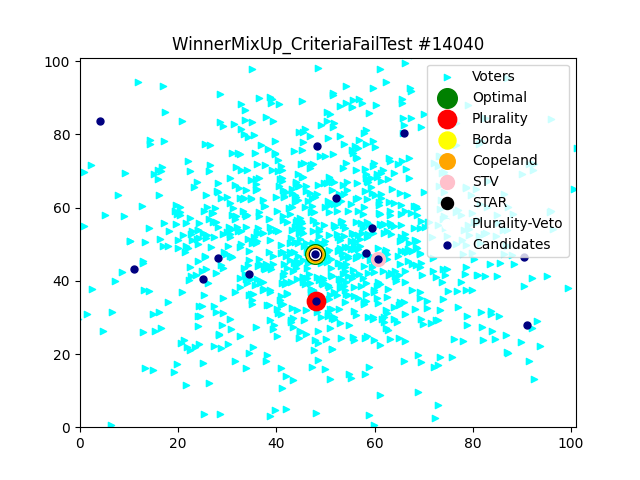 WinnerMixUp_CriteriaFailTest #14040
Voters
Optimal
Plurality
Borda
Copeland
STV
STAR
Plurality-Veto
Candidates
100
80
60
40
20
0
0 20 40 60 80 100